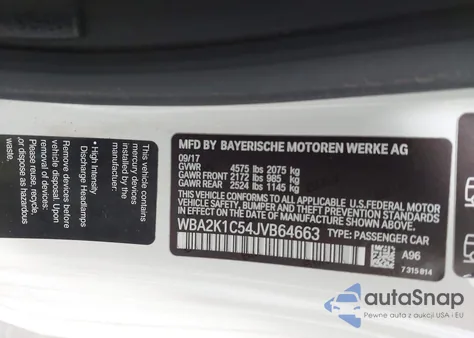 MFD BY BAYERISCHE MOTOREN WERKE AG
09/17
GVWR 4575 lbs 2075 kg
GAWR FRONT 2172 lbs 985 kg
GAWR REAR 2524 lbs 1145 kg
THIS VEHICLE CONFORMS TO ALL APPLICABLE U.S.FEDERAL MOTOR
VEHICLE SAFETY, BUMPER AND THEFT PREVENTION STANDARDS
IN EFFECT ON THE DATE OF MANUFACTURE SHOWN ABOVE.
WBA2K1C54JVB64663 TYPE: PASSENGER CAR
A96
7 315 814
This vehicle contains
mercury devices
installed by the
manufacturer:
• High Intensity
Discharge Headlamps
Remove devices before
vehicle disposal. Upon
removal of devices
Please reuse, recycle,
or dispose as hazardous
waste.
autoSnap
Pewne auta z aukcji USA i EU